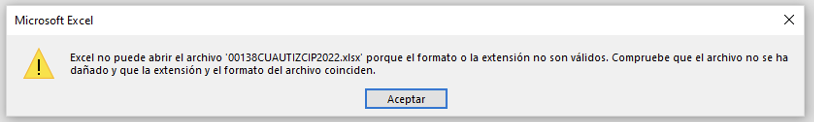 Microsoft Excel
Excel no puede abrir el archivo '00138CUAUTIZCIP2022.xlsx' porque el formato o la extensión no son válidos. Compruebe que el archivo no se ha
dañado y que la extensión y el formato del archivo coinciden.
Aceptar